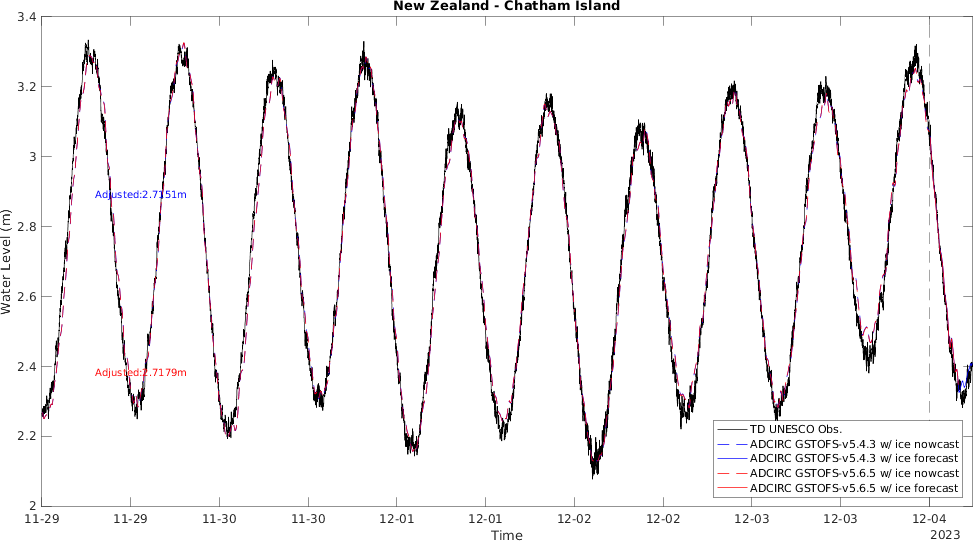 New Zealand - Chatham Island
3.4
3.2
3
2.8
2.6
2.4
2.2
2
Water Level (m)
Adjusted:2.7151m
Adjusted:2.7179m
TD UNESCO Obs.
ADCIRC GSTOFS-v5.4.3 w/ ice nowcast
ADCIRC GSTOFS-v5.4.3 w/ ice forecast
ADCIRC GSTOFS-v5.6.5 w/ ice nowcast
ADCIRC GSTOFS-v5.6.5 w/ ice forecast
11-29 11-29 11-30 11-30 12-01 12-01 12-02 12-02 12-03 12-03 12-04
Time
2023